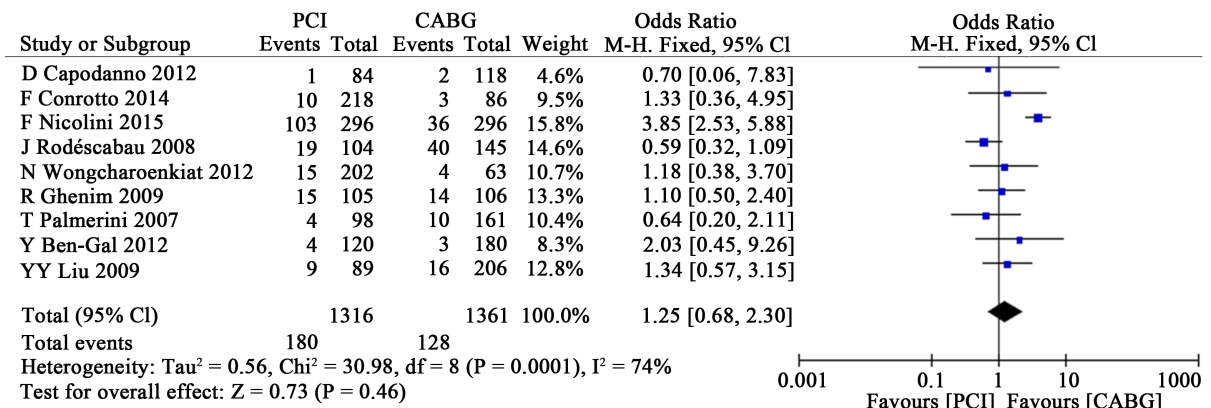 PCI CABG Odds Ratio Odds Ratio
Study or Subgroup Events Total Events Total Weight M-H. Fixed, 95% Cl M-H. Fixed, 95% Cl
D Capodanno 2012 1 84 2 118 4.6% 0.70 [0.06, 7.83]
F Conrotto 2014 10 218 3 86 9.5% 1.33 [0.36, 4.95]
F Nicolini 2015 103 296 36 296 15.8% 3.85 [2.53, 5.88]
J Rodéscabau 2008 19 104 40 145 14.6% 0.59 [0.32, 1.09]
N Wongcharoenkiat 2012 15 202 4 63 10.7% 1.18 [0.38, 3.70]
R Ghenim 2009 15 105 14 106 13.3% 1.10 [0.50, 2.40]
T Palmerini 2007 4 98 10 161 10.4% 0.64 [0.20, 2.11]
Y Ben-Gal 2012 4 120 3 180 8.3% 2.03 [0.45, 9.26]
YY Liu 2009 9 89 16 206 12.8% 1.34 [0.57, 3.15]
Total (95% Cl) 1316 1361 100.0% 1.25 [0.68, 2.30]
Total events 180 128
Heterogeneity: Tau² = 0.56, Chi² = 30.98, df = 8 (P = 0.0001), I² = 74%
Test for overall effect: Z = 0.73 (P = 0.46)
0.001 0.1 1 10 1000
Favours [PCI] Favours [CABG]